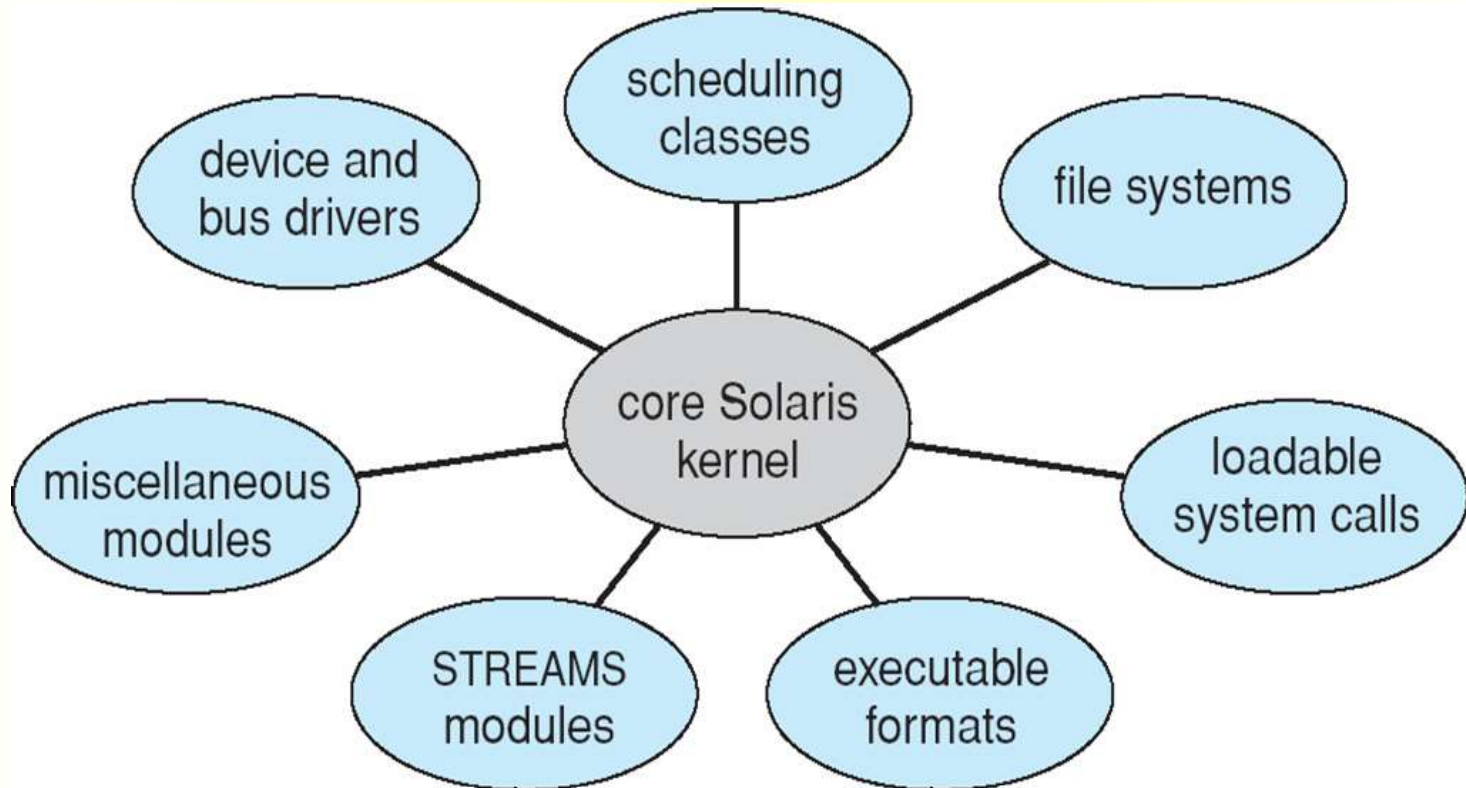 scheduling
classes
device and
bus drivers
file systems
core Solaris
kernel
loadable
system calls
miscellaneous
modules
STREAMS
modules
executable
formats